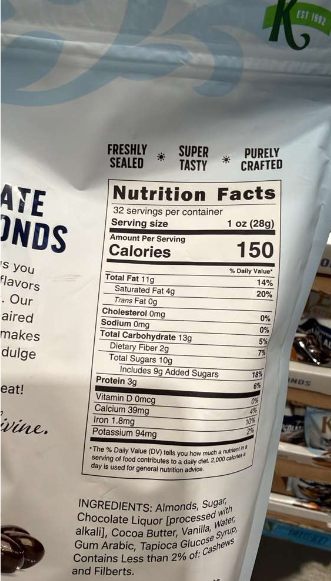 K
EST 1992
FRESHLY SEALED * SUPER TASTY * PURELY CRAFTED
ATE
ONDS
s you
flavors
. Our
aired
makes
dulge
eat!
ivine.
Nutrition Facts
32 servings per container
Serving size 1 oz (28g)
Amount Per Serving
Calories 150
% Daily Value*
Total Fat 11g 14%
Saturated Fat 4g 20%
Trans Fat 0g
Cholesterol 0mg 0%
Sodium 0mg 0%
Total Carbohydrate 13g 5%
Dietary Fiber 2g 7%
Total Sugars 10g
Includes 9g Added Sugars 18%
Protein 3g 6%
Vitamin D 0mcg 0%
Calcium 39mg 4%
Iron 1.8mg 10%
Potassium 94mg 2%
*The % Daily Value (DV) tells you how much a nutrient in a
serving of food contributes to a daily diet. 2,000 calories a
day is used for general nutrition advice.
INGREDIENTS: Almonds, Sugar,
Chocolate Liquor [processed with
alkali], Cocoa Butter, Vanilla, Water,
Gum Arabic, Tapioca Glucose Syrup,
Contains Less than 2% of: Cashews
and Filberts.
ONDS